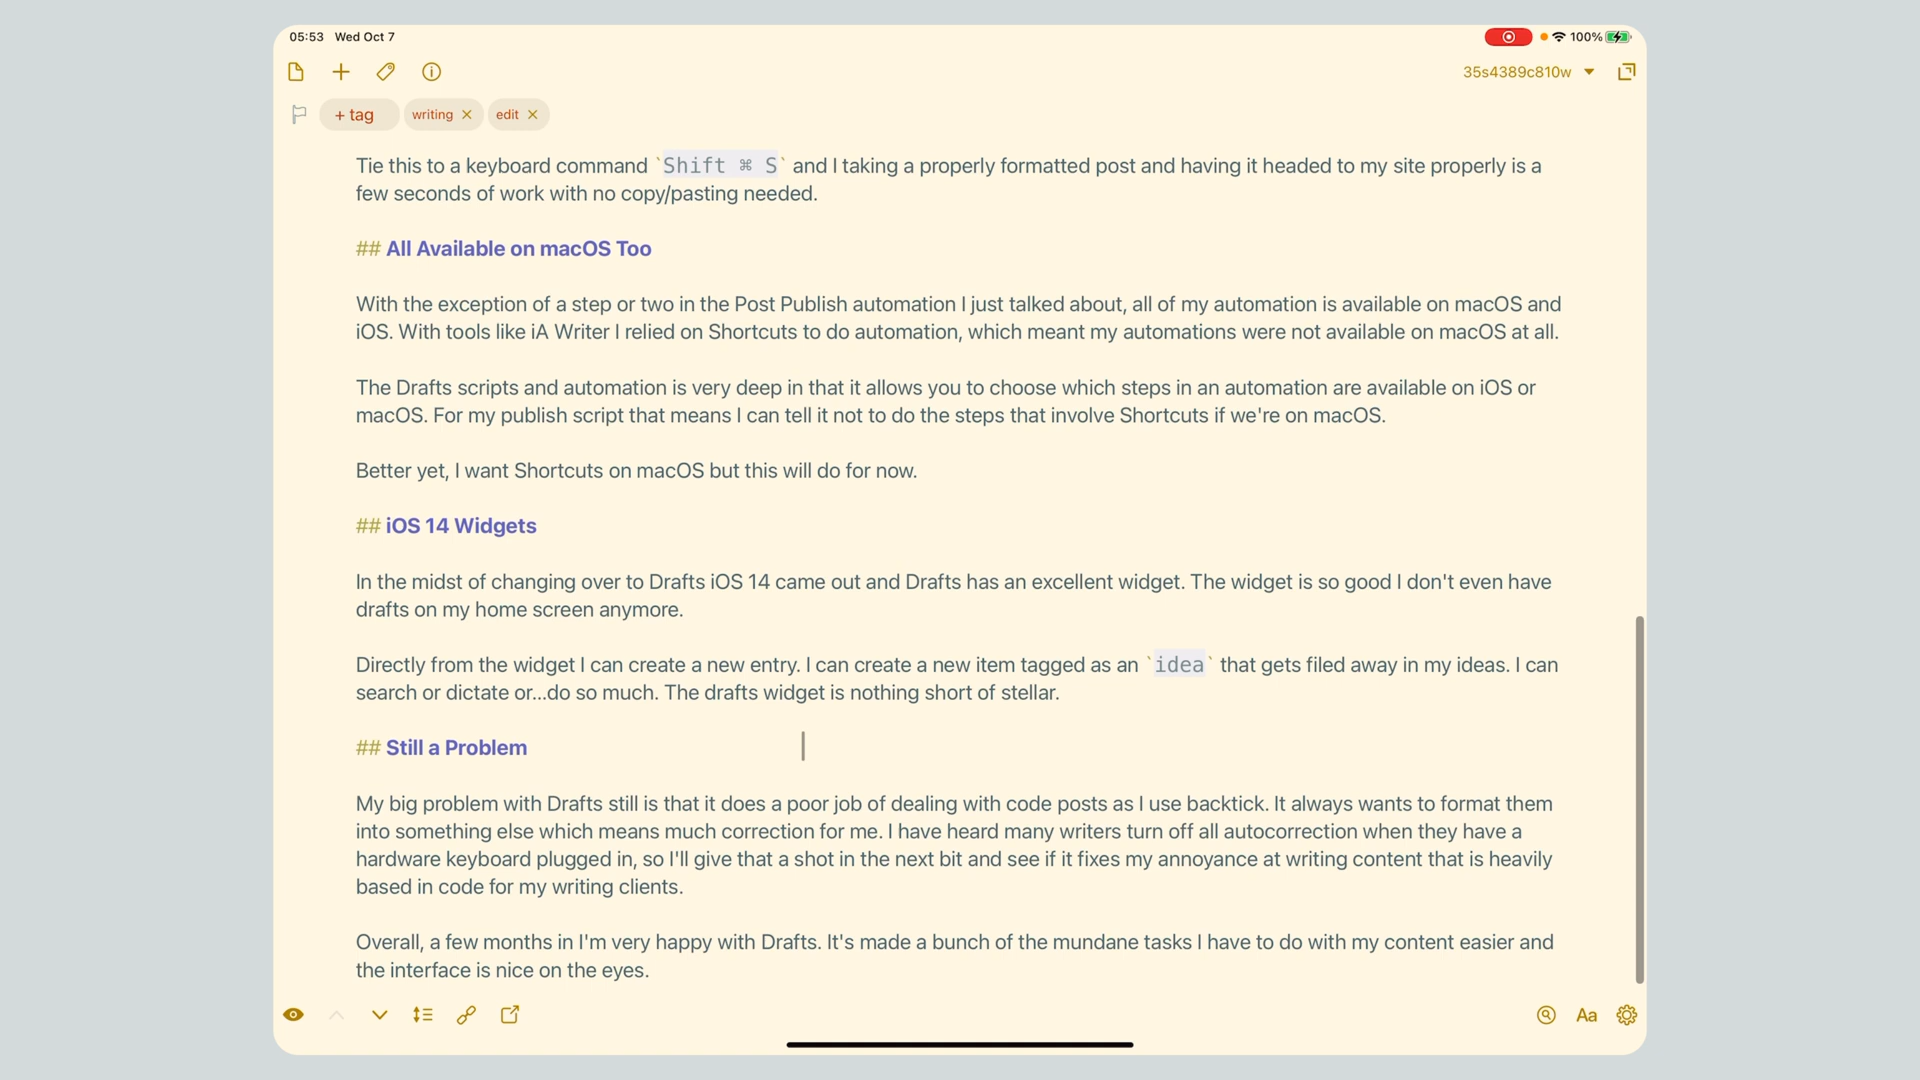 05:53 Wed Oct 7
100%
35s4389c810w
+ tag writing edit
Tie this to a keyboard command `Shift ⌘ S` and I taking a properly formatted post and having it headed to my site properly is a
few seconds of work with no copy/pasting needed.
## All Available on macOS Too
With the exception of a step or two in the Post Publish automation I just talked about, all of my automation is available on macOS and
iOS. With tools like iA Writer I relied on Shortcuts to do automation, which meant my automations were not available on macOS at all.
The Drafts scripts and automation is very deep in that it allows you to choose which steps in an automation are available on iOS or
macOS. For my publish script that means I can tell it not to do the steps that involve Shortcuts if we're on macOS.
Better yet, I want Shortcuts on macOS but this will do for now.
## iOS 14 Widgets
In the midst of changing over to Drafts iOS 14 came out and Drafts has an excellent widget. The widget is so good I don't even have
drafts on my home screen anymore.
Directly from the widget I can create a new entry. I can create a new item tagged as an `idea` that gets filed away in my ideas. I can
search or dictate or...do so much. The drafts widget is nothing short of stellar.
## Still a Problem
My big problem with Drafts still is that it does a poor job of dealing with code posts as I use backtick. It always wants to format them
into something else which means much correction for me. I have heard many writers turn off all autocorrection when they have a
hardware keyboard plugged in, so I'll give that a shot in the next bit and see if it fixes my annoyance at writing content that is heavily
based in code for my writing clients.
Overall, a few months in I'm very happy with Drafts. It's made a bunch of the mundane tasks I have to do with my content easier and
the interface is nice on the eyes.
Aa